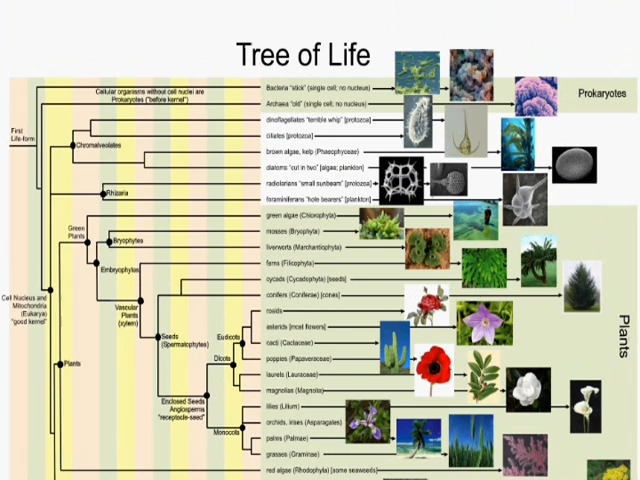 Tree of Life
Cellular organisms without cell nuclei are
Prokaryotes ("before kernel")
Bacteria "stick" (single cell; no nucleus)
Prokaryotes
Archaea "old" (single cell; no nucleus)
First
Life-form
dinoflagellates "terrible whip" [protozoa]
ciliates [protozoa]
Chromalveolates
brown algae, kelp (Phaeophyceae)
diatoms "cut in two" [algae; plankton]
radiolarians "small sunbeam" [protozoa]
Rhizaria
foraminiferans "hole bearers" [plankton]
green algae (Chlorophyta)
Green
Plants
mosses (Bryophyta)
Bryophytes
liverworts (Marchantiophyta)
ferns (Filicophyta)
Embryophytes
cycads (Cycadophyta) [seeds]
conifers (Coniferae) [cones]
Cell Nucleus and
Mitochondria
(Eukarya)
"good kernel"
Vascular
Plants
(xylem)
rosids
asterids [most flowers]
Seeds
(Spermatophytes)
Eudicots
cacti (Cactaceae)
Plants
Dicots
poppies (Papaveraceae)
Plants
laurels (Lauraceae)
magnolias (Magnolia)
Enclosed Seeds
Angiosperms
"receptacle-seed"
lilies (Lilium)
orchids, irises (Asparagales)
Monocots
palms (Palmae)
grasses (Graminae)
red algae (Rhodophyta) [some seaweeds]